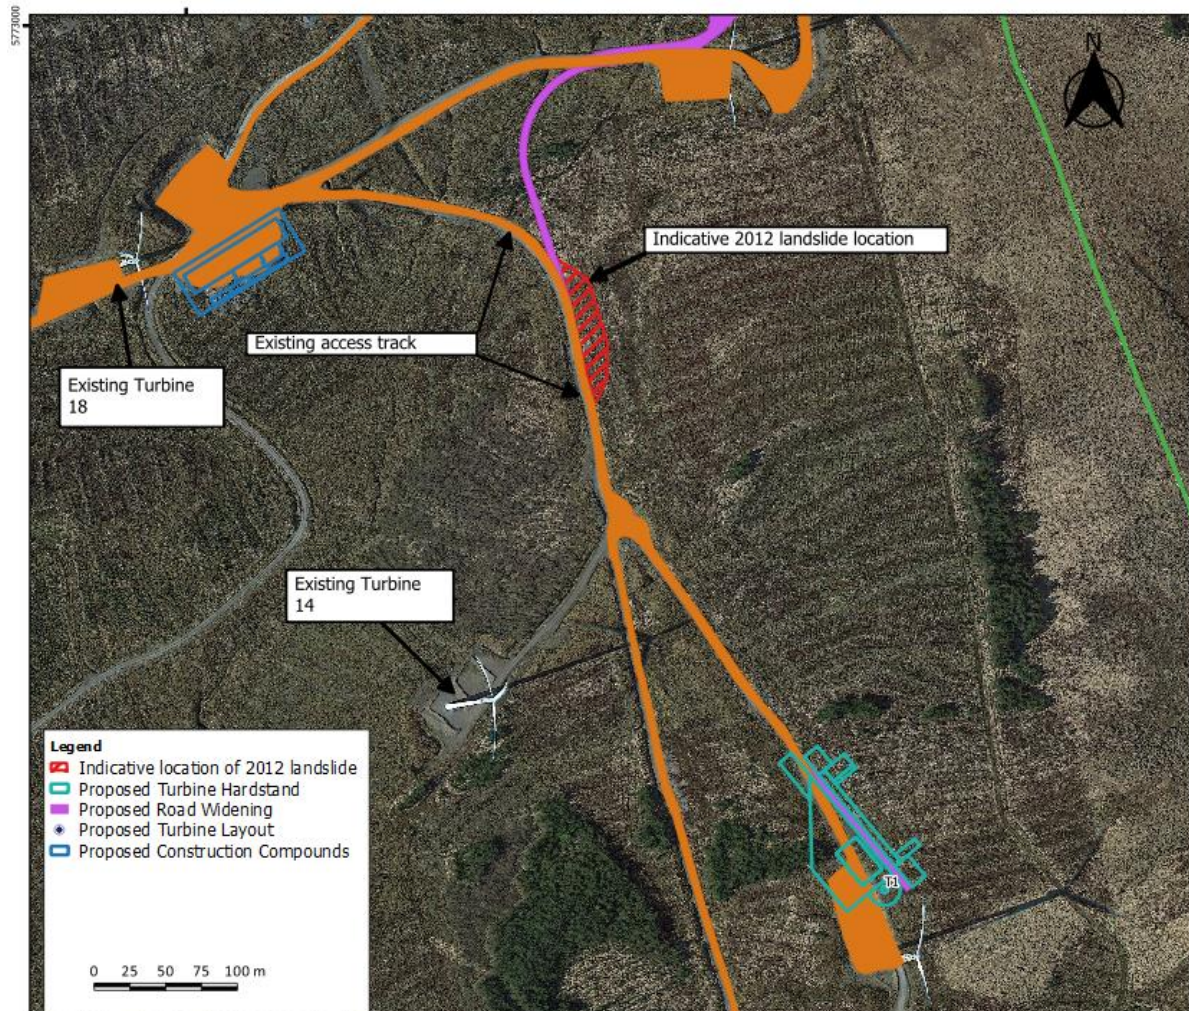 5773000
N
Indicative 2012 landslide location
Existing access track
Existing Turbine
18
Existing Turbine
14
T1
Legend
Indicative location of 2012 landslide
Proposed Turbine Hardstand
Proposed Road Widening
Proposed Turbine Layout
Proposed Construction Compounds
0 25 50 75 100 m